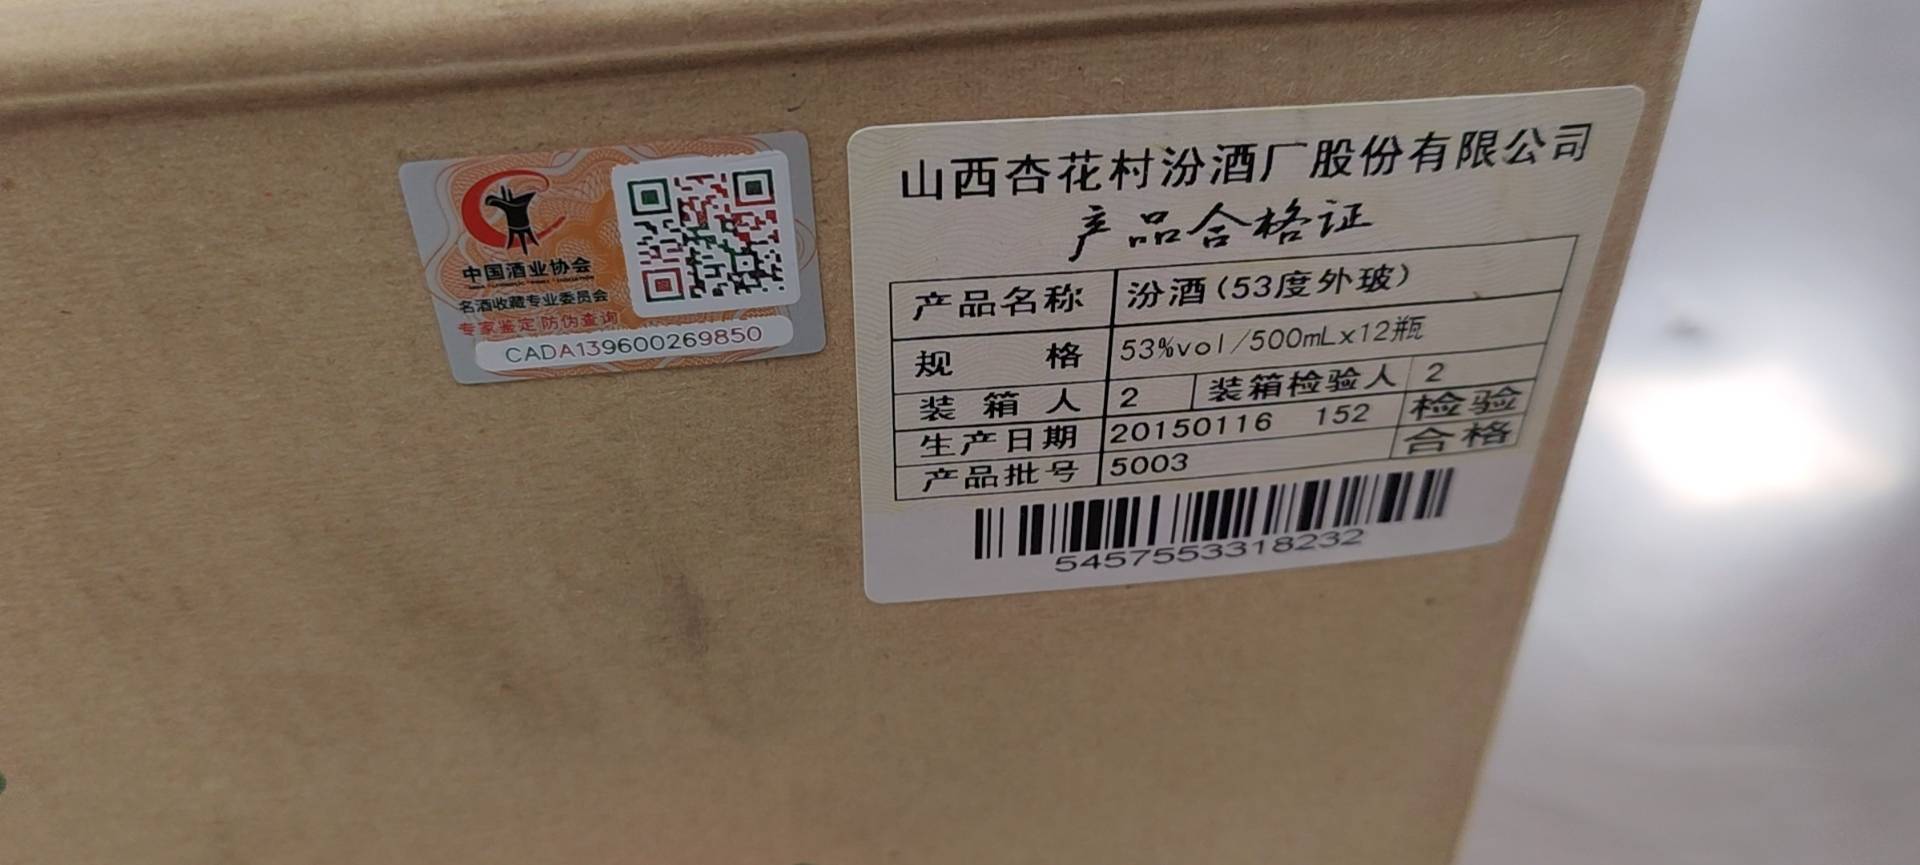 中国酒业协会
名酒收藏专业委员会
专家鉴定 防伪查询
CADA139600269850
山西杏花村汾酒厂股份有限公司
产品合格证
产品名称 汾酒(53度外玻)
规 格 53%vol/500mLx12瓶
装 箱 人 2 装箱检验人 2
生产日期 20150116 152 检验
产品批号 5003 合格
5457553318232